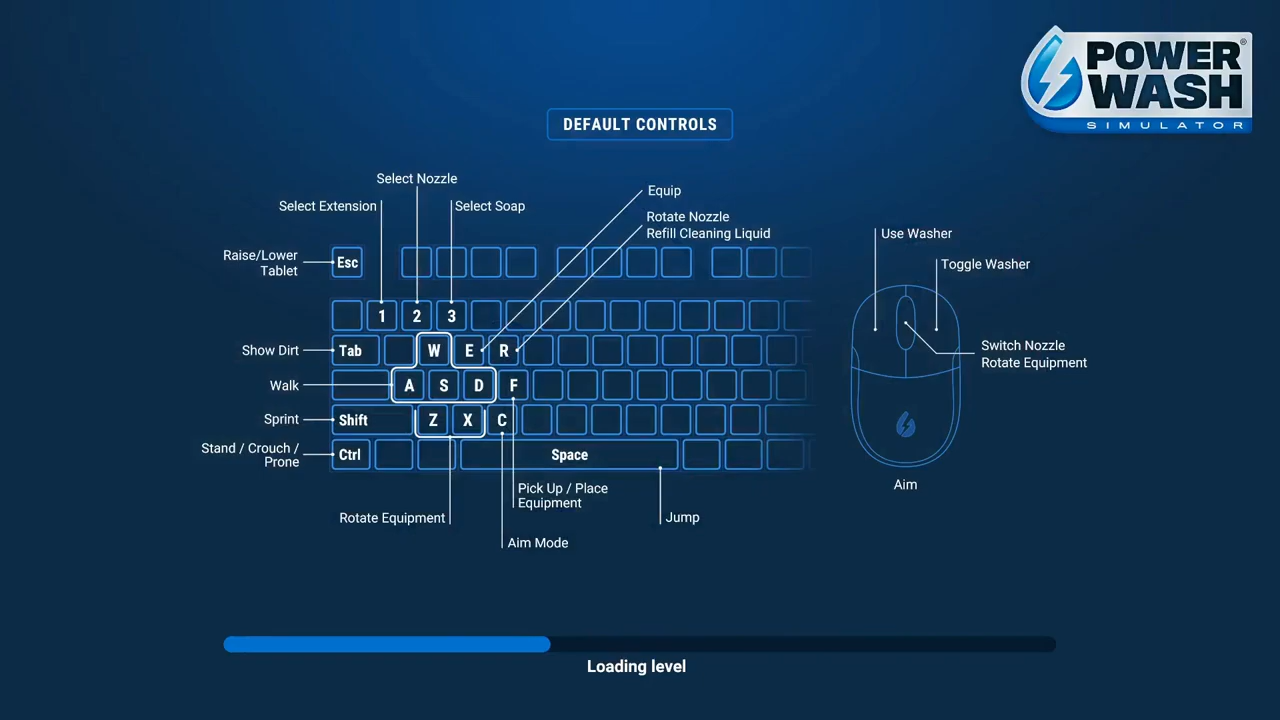 POWER
WASH
SIMULATOR
DEFAULT CONTROLS
Select Nozzle
Select Extension
Select Soap
Equip
Rotate Nozzle
Refill Cleaning Liquid
Raise/Lower
Tablet
Esc
1 2 3
Show Dirt
Tab W E R
Walk
A S D F
Sprint
Shift Z X C
Stand / Crouch /
Prone
Ctrl Space
Pick Up / Place
Equipment
Rotate Equipment
Jump
Aim Mode
Use Washer
Toggle Washer
Switch Nozzle
Rotate Equipment
Aim
Loading level